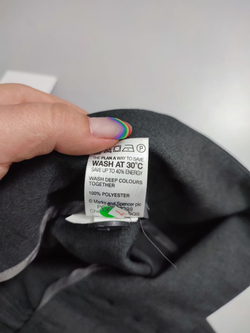 THE PLAN A WAY TO SAVE
WASH AT 30°C
SAVE UP TO 40% ENERGY
WASH DEEP COLOURS
TOGETHER
100% POLYESTER
© Marks and Spencer plc